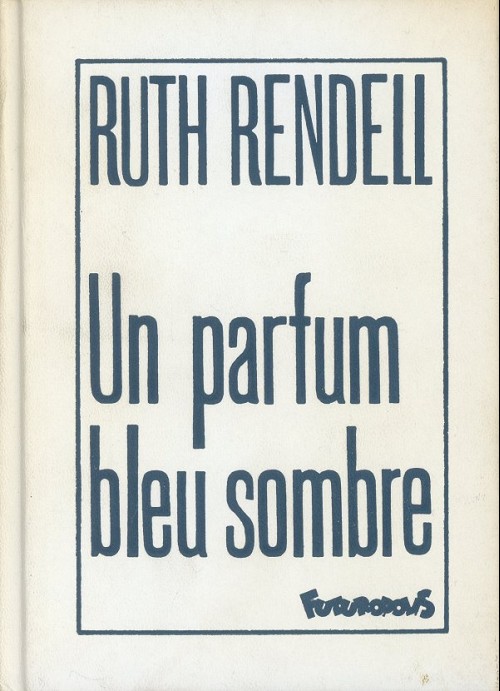 RUTH RENDELL
Un parfum
bleu sombre
FUTUROPOLIS